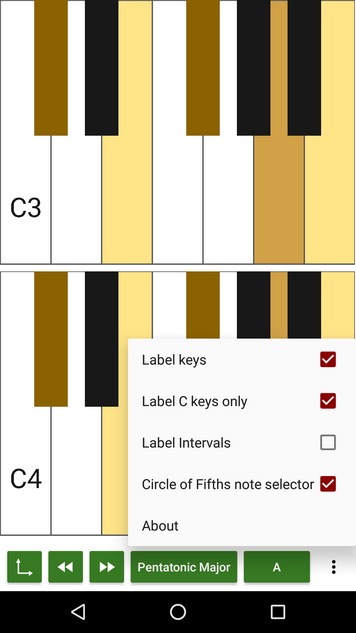 C3
C4
Label keys
Label C keys only
Label Intervals
Circle of Fifths note selector
About
Pentatonic Major
A